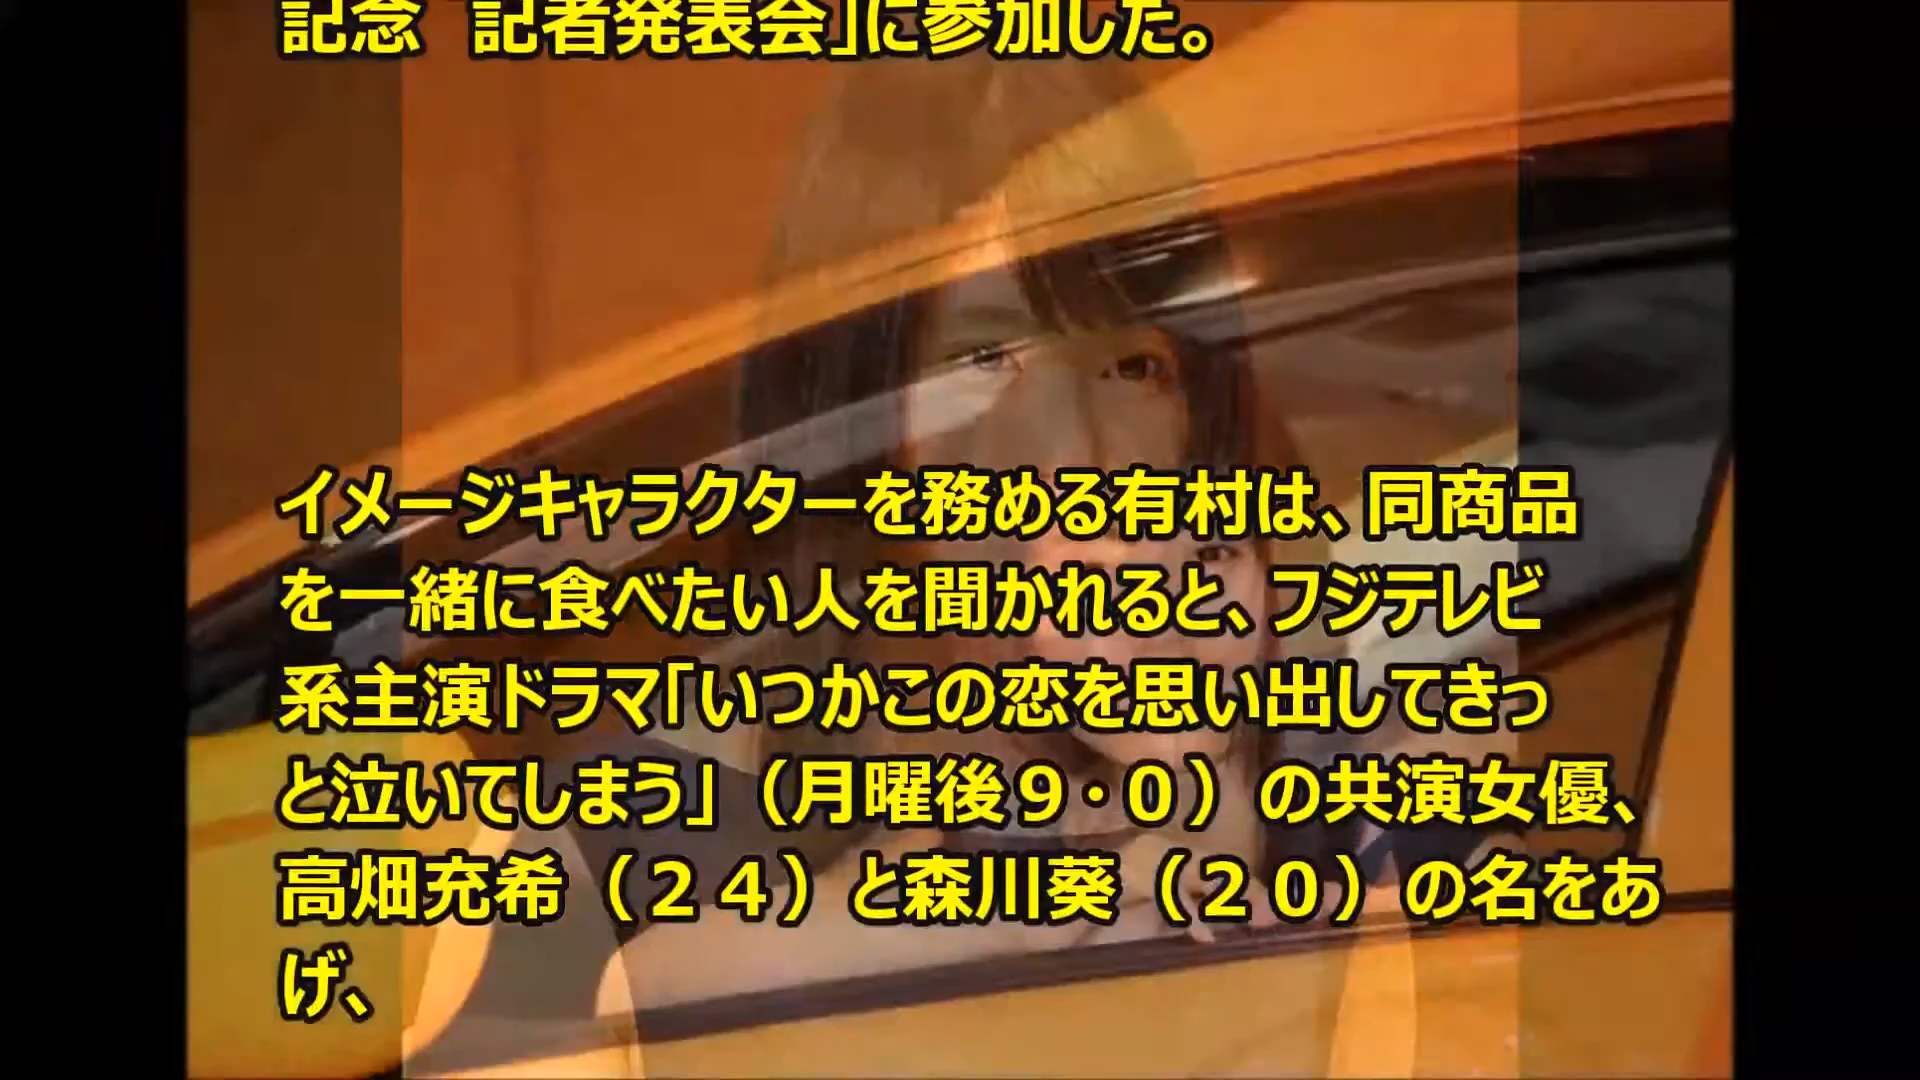 記念　記者発表会」に参加した。
イメージキャラクターを務める有村は、同商品
を一緒に食べたい人を聞かれると、フジテレビ
系主演ドラマ「いつかこの恋を思い出してきっ
と泣いてしまう」（月曜後９・０）の共演女優、
高畑充希（２４）と森川葵（２０）の名をあ
げ、